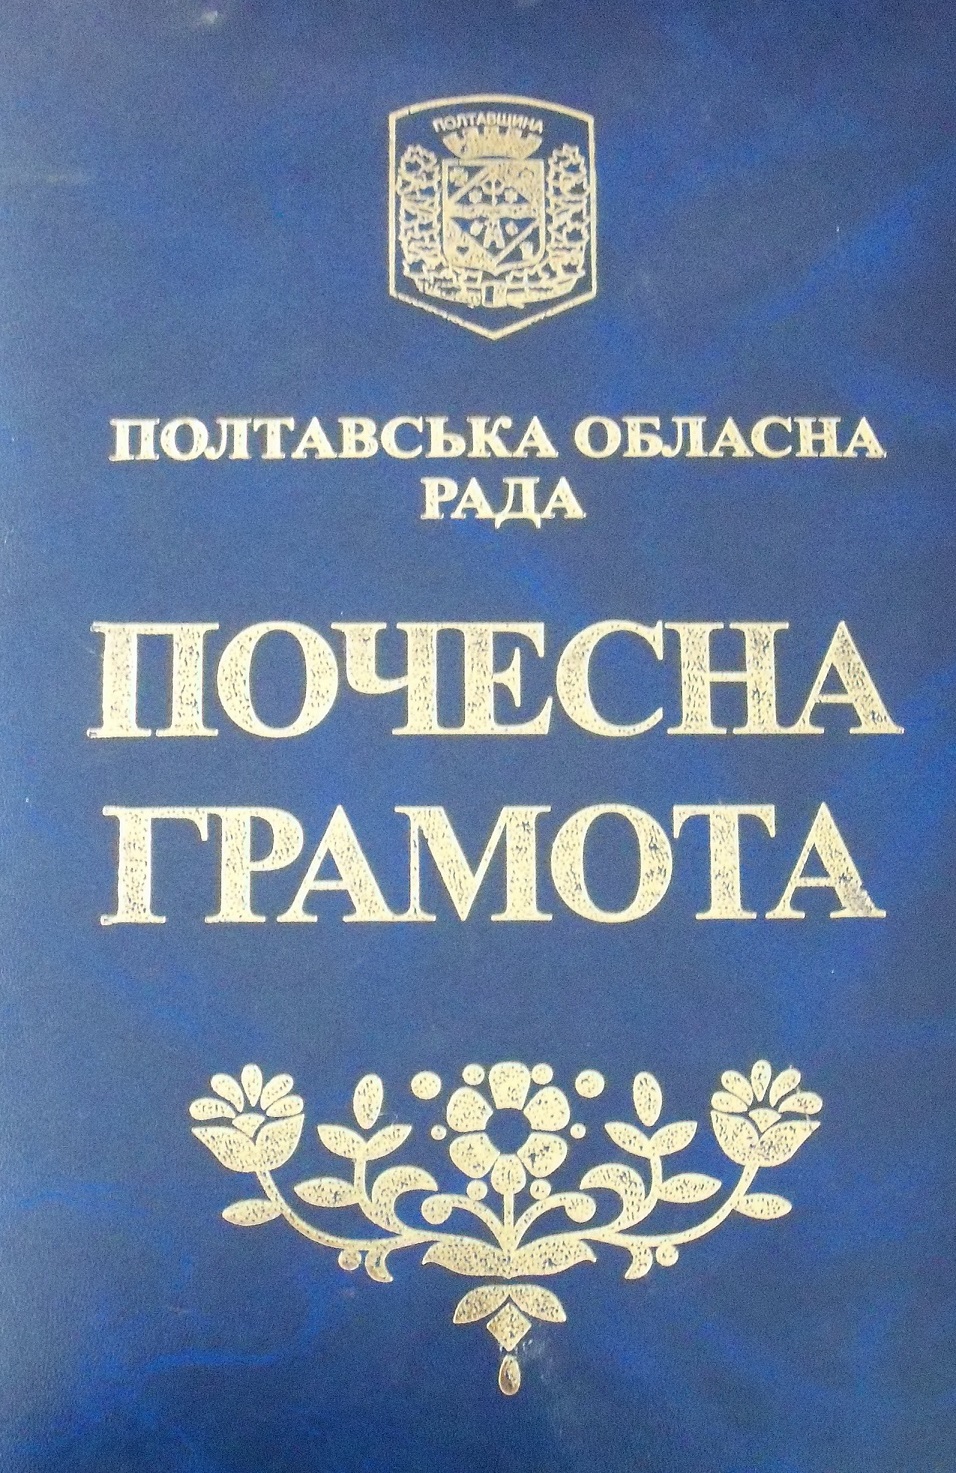 ПОЛТАВЩИНА
ПОЛТАВСЬКА ОБЛАСНА
РАДА
ПОЧЕСНА
ГРАМОТА